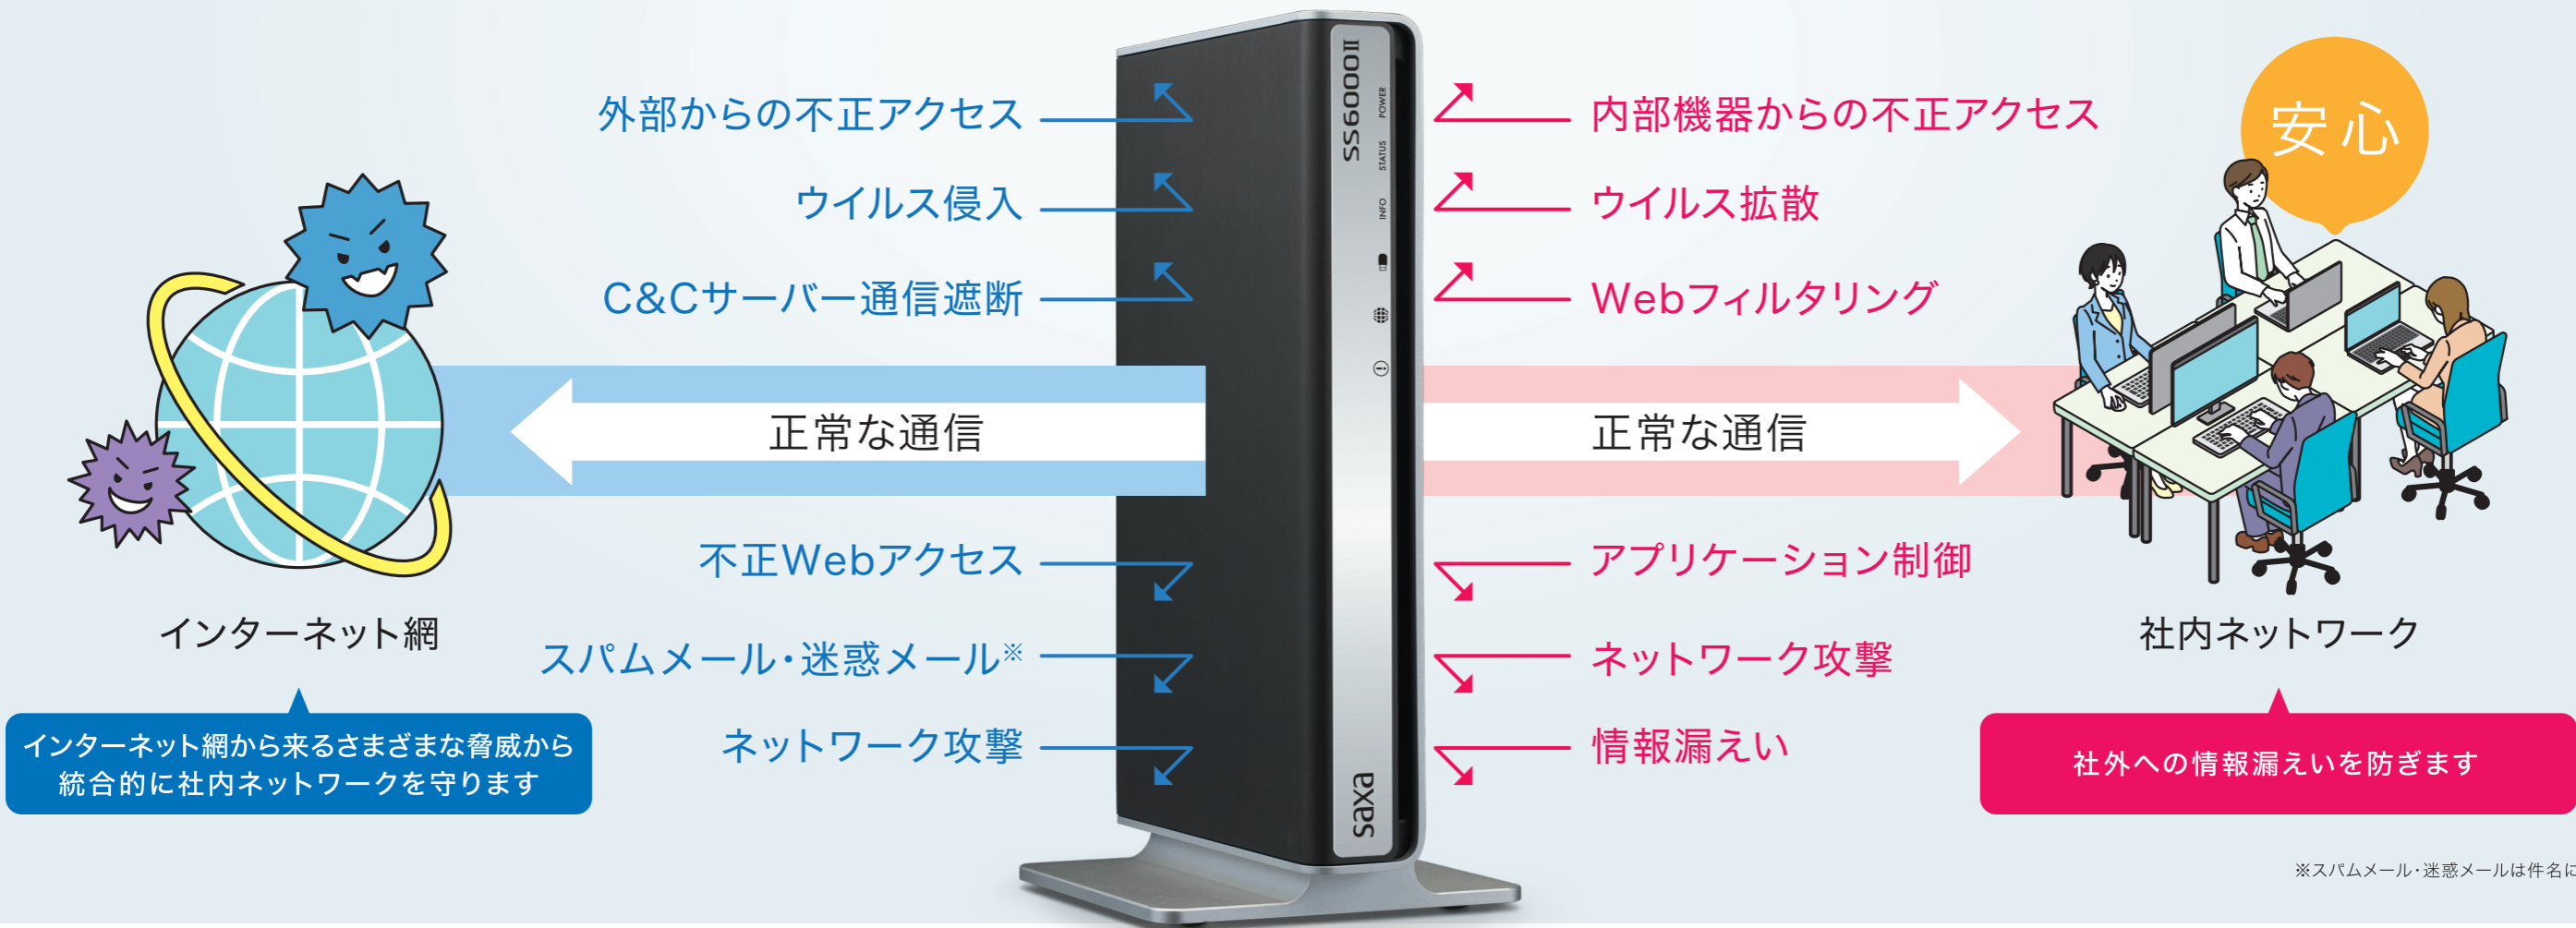 外部からの不正アクセス
ウイルス侵入
C&Cサーバー通信遮断
正常な通信
不正Webアクセス
スパムメール・迷惑メール※
ネットワーク攻撃
インターネット網
インターネット網から来るさまざまな脅威から
統合的に社内ネットワークを守ります
SS6000II
POWER
STATUS
INFO
saxa
内部機器からの不正アクセス
ウイルス拡散
Webフィルタリング
正常な通信
アプリケーション制御
ネットワーク攻撃
情報漏えい
安心
社内ネットワーク
社外への情報漏えいを防ぎます
※スパムメール・迷惑メールは件名に